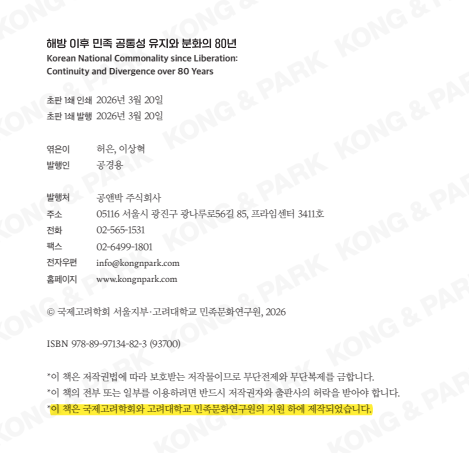 해방 이후 민족 공통성 유지와 분화의 80년
Korean National Commonality since Liberation:
Continuity and Divergence over 80 Years
초판 1쇄 인쇄 2026년 3월 20일
초판 1쇄 발행 2026년 3월 20일
엮은이 허은, 이상혁
발행인 공경용
발행처 공앤박 주식회사
주소 05116 서울시 광진구 광나루로56길 85, 프라임센터 3411호
전화 02-565-1531
팩스 02-6499-1801
전자우편 info@kongnpark.com
홈페이지 www.kongnpark.com
© 국제고려학회 서울지부·고려대학교 민족문화연구원, 2026
ISBN 978-89-97134-82-3 (93700)
*이 책은 저작권법에 따라 보호받는 저작물이므로 무단전제와 무단복제를 금합니다.
*이 책의 전부 또는 일부를 이용하려면 반드시 저작권자와 출판사의 허락을 받아야 합니다.
*이 책은 국제고려학회와 고려대학교 민족문화연구원의 지원 하에 제작되었습니다.
KONG & PARK